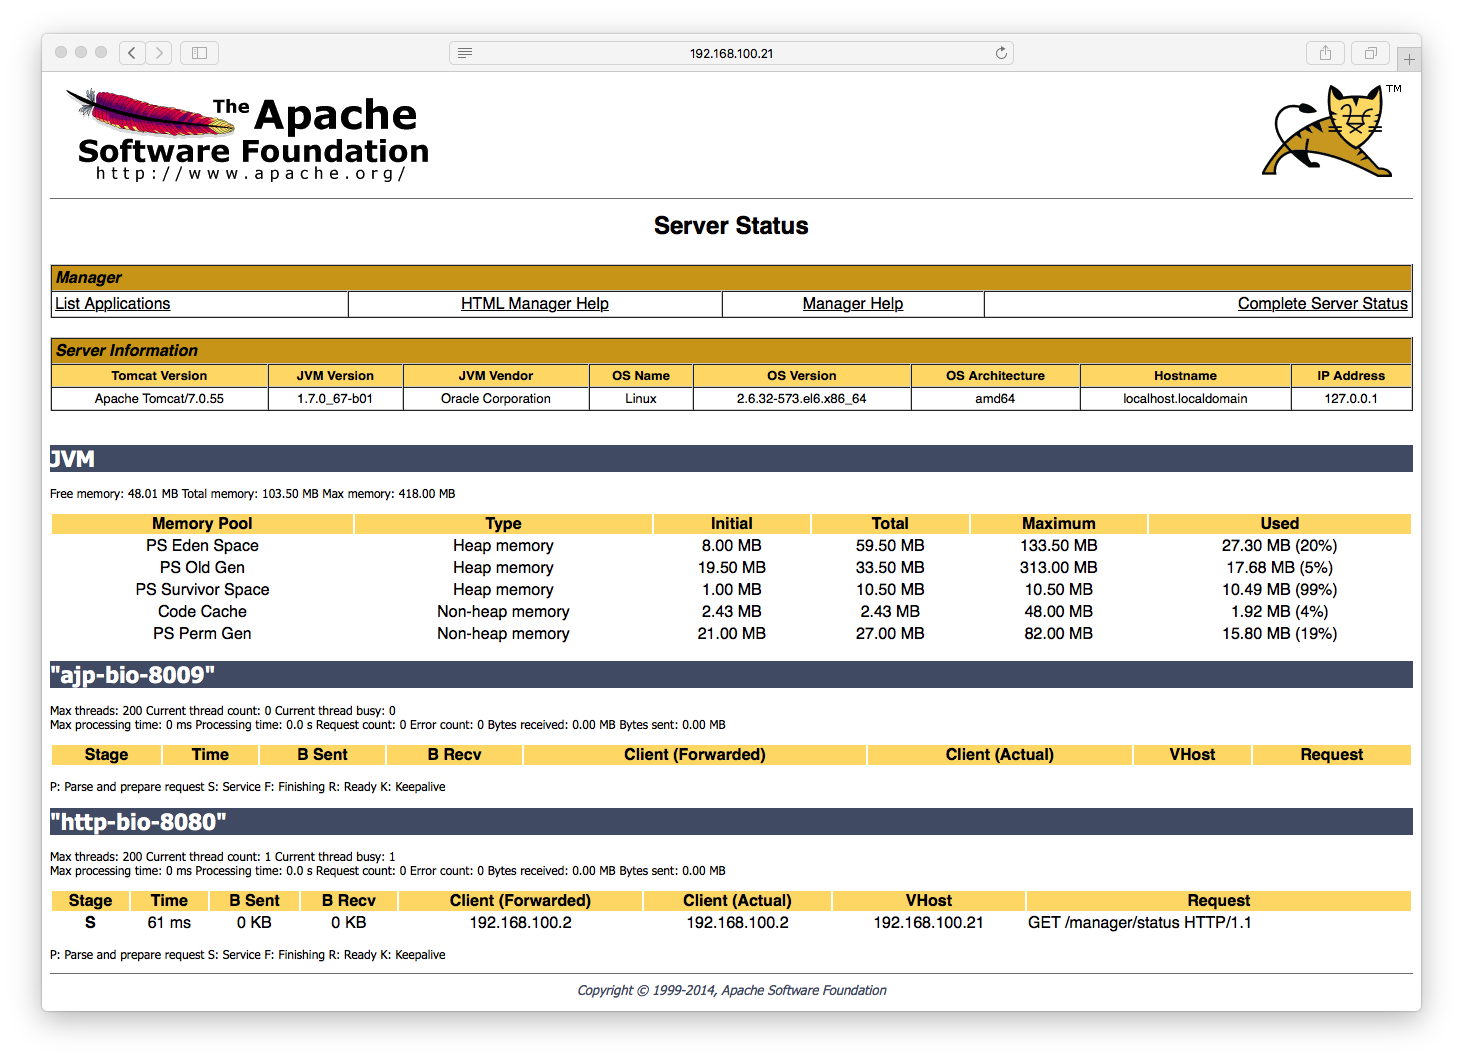 192.168.100.21
The Apache
Software Foundation
http://www.apache.org/
TM
Server Status
Manager
List Applications HTML Manager Help Manager Help Complete Server Status
Server Information
Tomcat Version JVM Version JVM Vendor OS Name OS Version OS Architecture Hostname IP Address
Apache Tomcat/7.0.55 1.7.0_67-b01 Oracle Corporation Linux 2.6.32-573.el6.x86_64 amd64 localhost.localdomain 127.0.0.1
JVM
Free memory: 48.01 MB Total memory: 103.50 MB Max memory: 418.00 MB
Memory Pool Type Initial Total Maximum Used
PS Eden Space Heap memory 8.00 MB 59.50 MB 133.50 MB 27.30 MB (20%)
PS Old Gen Heap memory 19.50 MB 33.50 MB 313.00 MB 17.68 MB (5%)
PS Survivor Space Heap memory 1.00 MB 10.50 MB 10.50 MB 10.49 MB (99%)
Code Cache Non-heap memory 2.43 MB 2.43 MB 48.00 MB 1.92 MB (4%)
PS Perm Gen Non-heap memory 21.00 MB 27.00 MB 82.00 MB 15.80 MB (19%)
"ajp-bio-8009"
Max threads: 200 Current thread count: 0 Current thread busy: 0
Max processing time: 0 ms Processing time: 0.0 s Request count: 0 Error count: 0 Bytes received: 0.00 MB Bytes sent: 0.00 MB
Stage Time B Sent B Recv Client (Forwarded) Client (Actual) VHost Request
P: Parse and prepare request S: Service F: Finishing R: Ready K: Keepalive
"http-bio-8080"
Max threads: 200 Current thread count: 1 Current thread busy: 1
Max processing time: 0 ms Processing time: 0.0 s Request count: 0 Error count: 0 Bytes received: 0.00 MB Bytes sent: 0.00 MB
Stage Time B Sent B Recv Client (Forwarded) Client (Actual) VHost Request
S 61 ms 0 KB 0 KB 192.168.100.2 192.168.100.2 192.168.100.21 GET /manager/status HTTP/1.1
P: Parse and prepare request S: Service F: Finishing R: Ready K: Keepalive
Copyright © 1999-2014, Apache Software Foundation